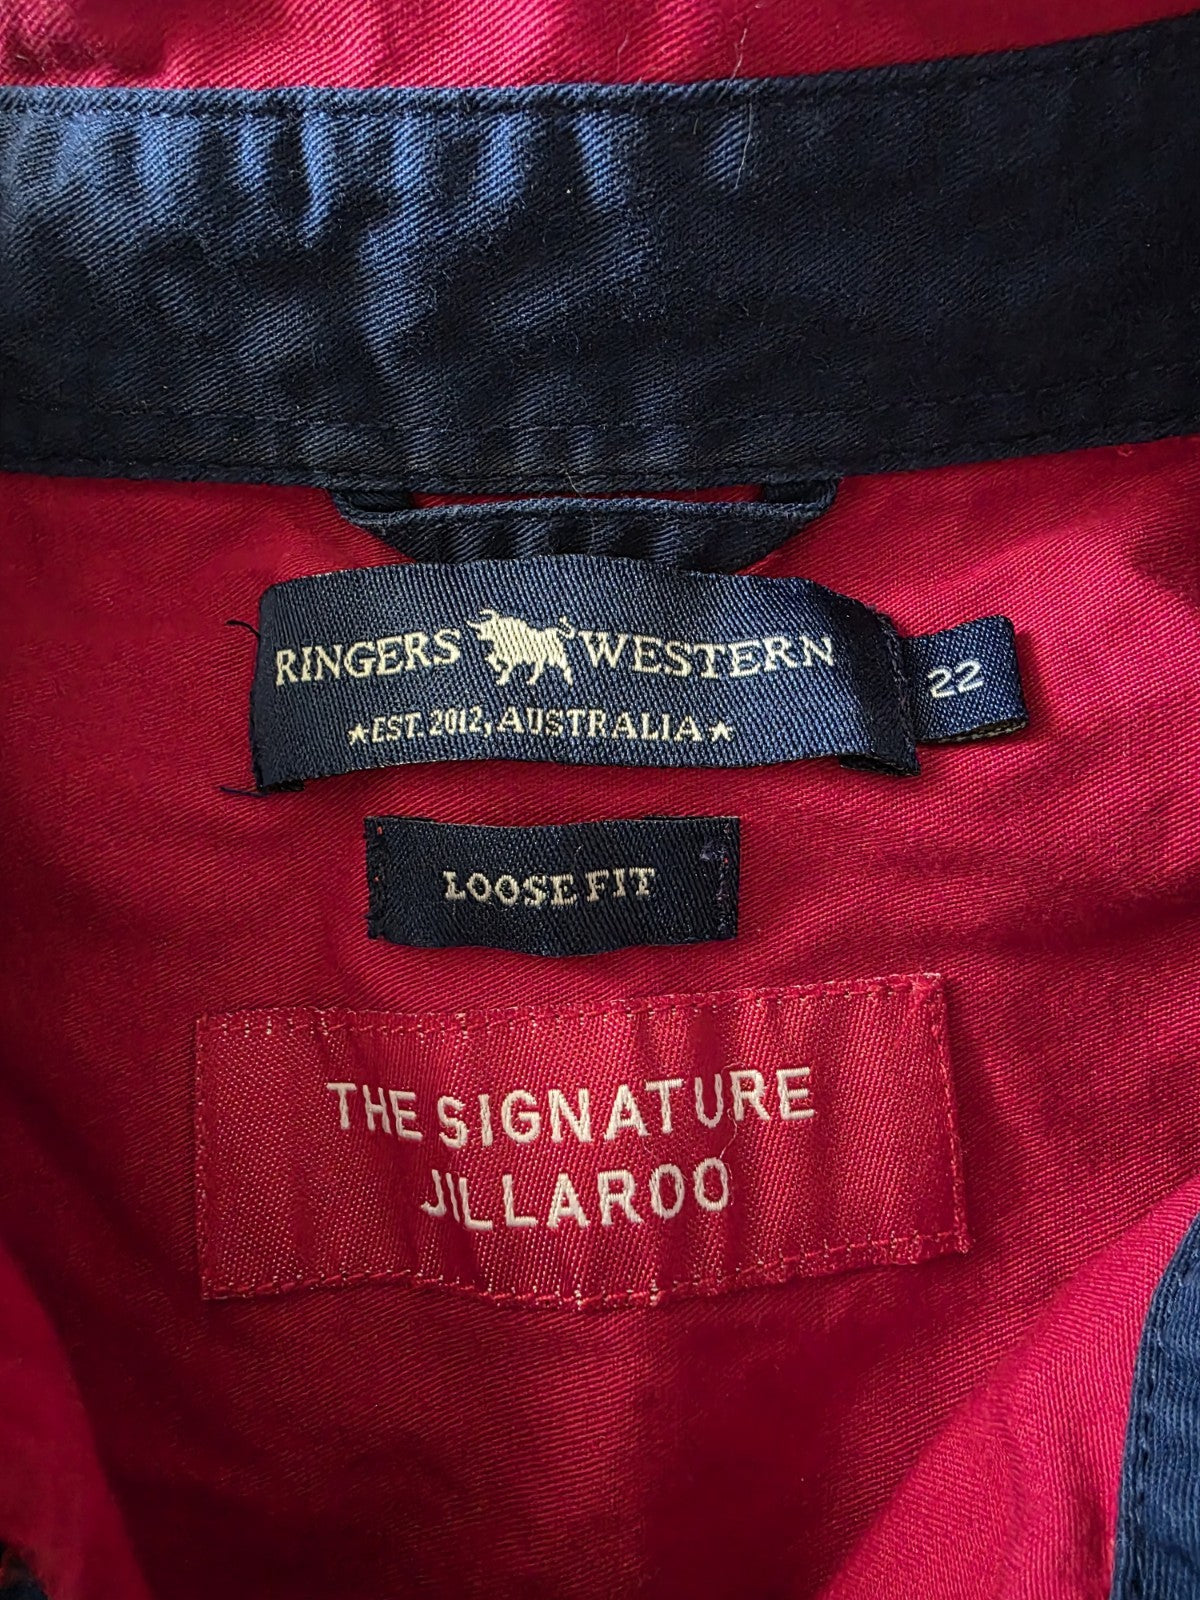 RINGERS WESTERN
★EST. 2012, AUSTRALIA★
22
LOOSE FIT
THE SIGNATURE
JILLAROO